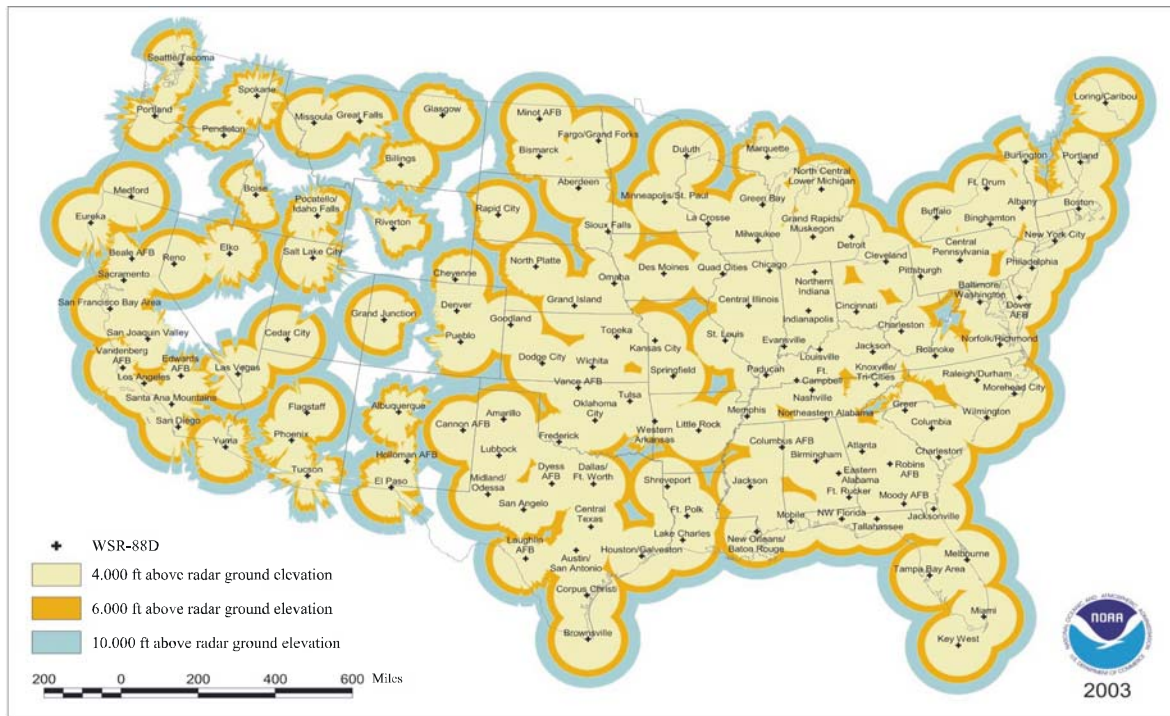 Seattle/Tacoma
Spokane
Portland
Pendleton
Missoula
Great Falls
Glasgow
Billings
Minot AFB
Fargo/Grand Forks
Bismarck
Aberdeen
Duluth
Marquette
Minneapolis/St. Paul
North Central
Lower Michigan
Green Bay
Loring/Caribou
Burlington
Portland
Ft. Drum
Albany
Boston
Buffalo
Binghamton
New York City
Medford
Eureka
Boise
Pocatello/
Idaho Falls
Riverton
Rapid City
Sioux Falls
La Crosse
Milwaukee
Grand Rapids/
Muskegon
Detroit
Cleveland
Central
Pennsylvania
Pittsburgh
Philadelphia
Beale AFB
Reno
Elko
Salt Lake City
Sacramento
San Francisco Bay Area
San Joaquin Valley
Cheyenne
North Platte
Omaha
Des Moines
Quad Cities
Chicago
Northern
Indiana
Baltimore/
Washington
Dover
AFB
Grand Junction
Denver
Pueblo
Goodland
Grand Island
Central Illinois
Indianapolis
Cincinnati
Charleston
Norfolk/Richmond
Cedar City
Las Vegas
Vandenberg
AFB
Edwards
AFB
Los Angeles
Santa Ana Mountains
San Diego
Yuma
Flagstaff
Phoenix
Tucson
Albuquerque
Holloman AFB
El Paso
Topeka
Kansas City
St. Louis
Evansville
Louisville
Jackson
Roanoke
Dodge City
Wichita
Springfield
Paducah
Ft.
Campbell
Nashville
Knoxville/
Tri-Cities
Raleigh/Durham
Morehead City
Vance AFB
Tulsa
Oklahoma
City
Amarillo
Cannon AFB
Lubbock
Frederick
Western
Arkansas
Little Rock
Memphis
Northeastern Alabama
Greer
Columbia
Wilmington
Charleston
Columbus AFB
Birmingham
Atlanta
Robins
AFB
Eastern
Alabama
Midland/
Odessa
Dyess
AFB
Dallas/
Ft. Worth
San Angelo
Shreveport
Jackson
Ft. Rucker
Moody AFB
Jacksonville
Central
Texas
Ft. Polk
Lake Charles
Mobile
NW Florida
Tallahassee
Laughlin
AFB
Austin/
San Antonio
Houston/Galveston
New Orleans/
Baton Rouge
Corpus Christi
Brownsville
Melbourne
Tampa Bay Area
Miami
Key West
WSR-88D
4.000 ft above radar ground elevation
6.000 ft above radar ground elevation
10.000 ft above radar ground elevation
200 0 200 400 600 Miles
NATIONAL OCEANIC AND ATMOSPHERIC ADMINISTRATION
NOAA
U.S. DEPARTMENT OF COMMERCE
2003